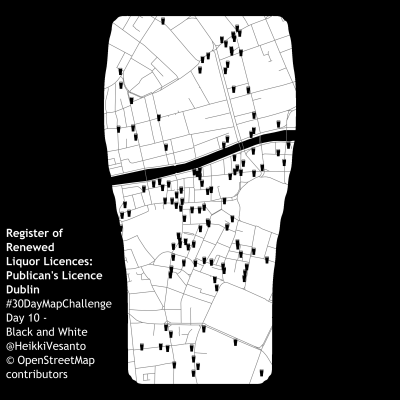 Register of
Renewed
Liquor Licences:
Publican's Licence
Dublin
#30DayMapChallenge
Day 10 -
Black and White
@HeikkiVesanto
© OpenStreetMap
contributors